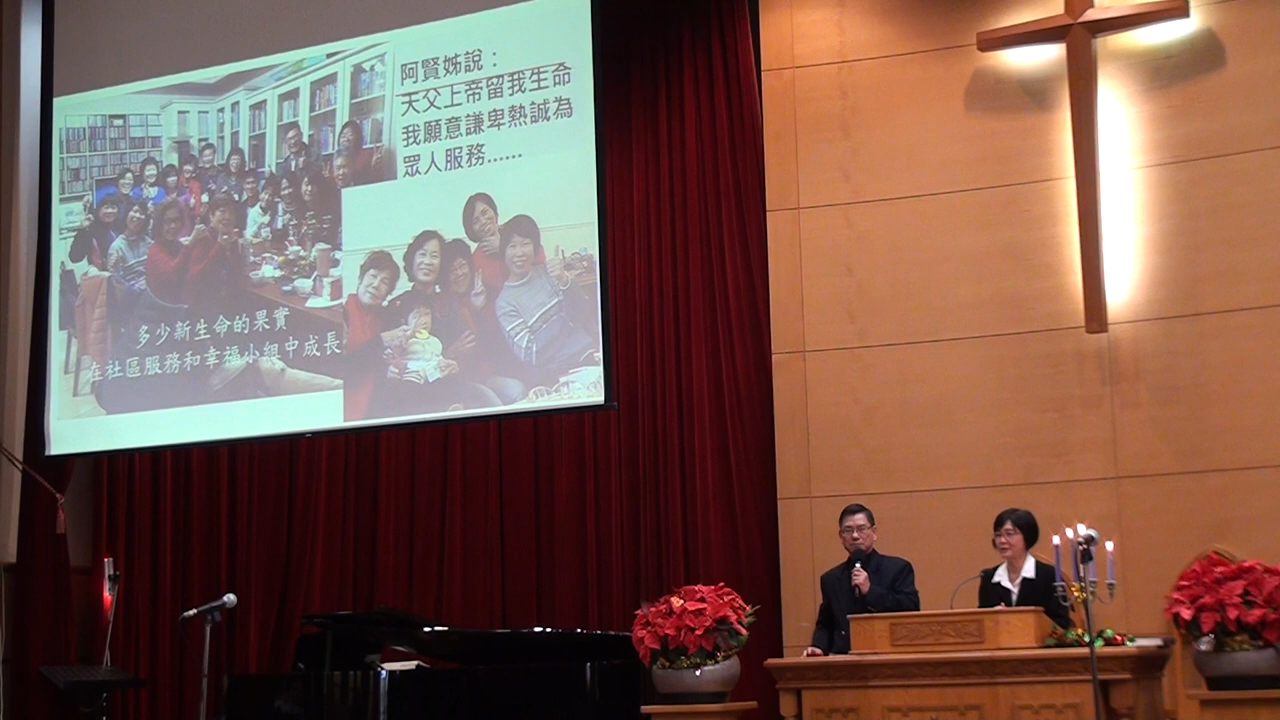 阿賢姊說：
天父上帝留我生命
我願意謙卑熱誠為
眾人服務......
多少新生命的果實
在社區服務和幸福小組中成長